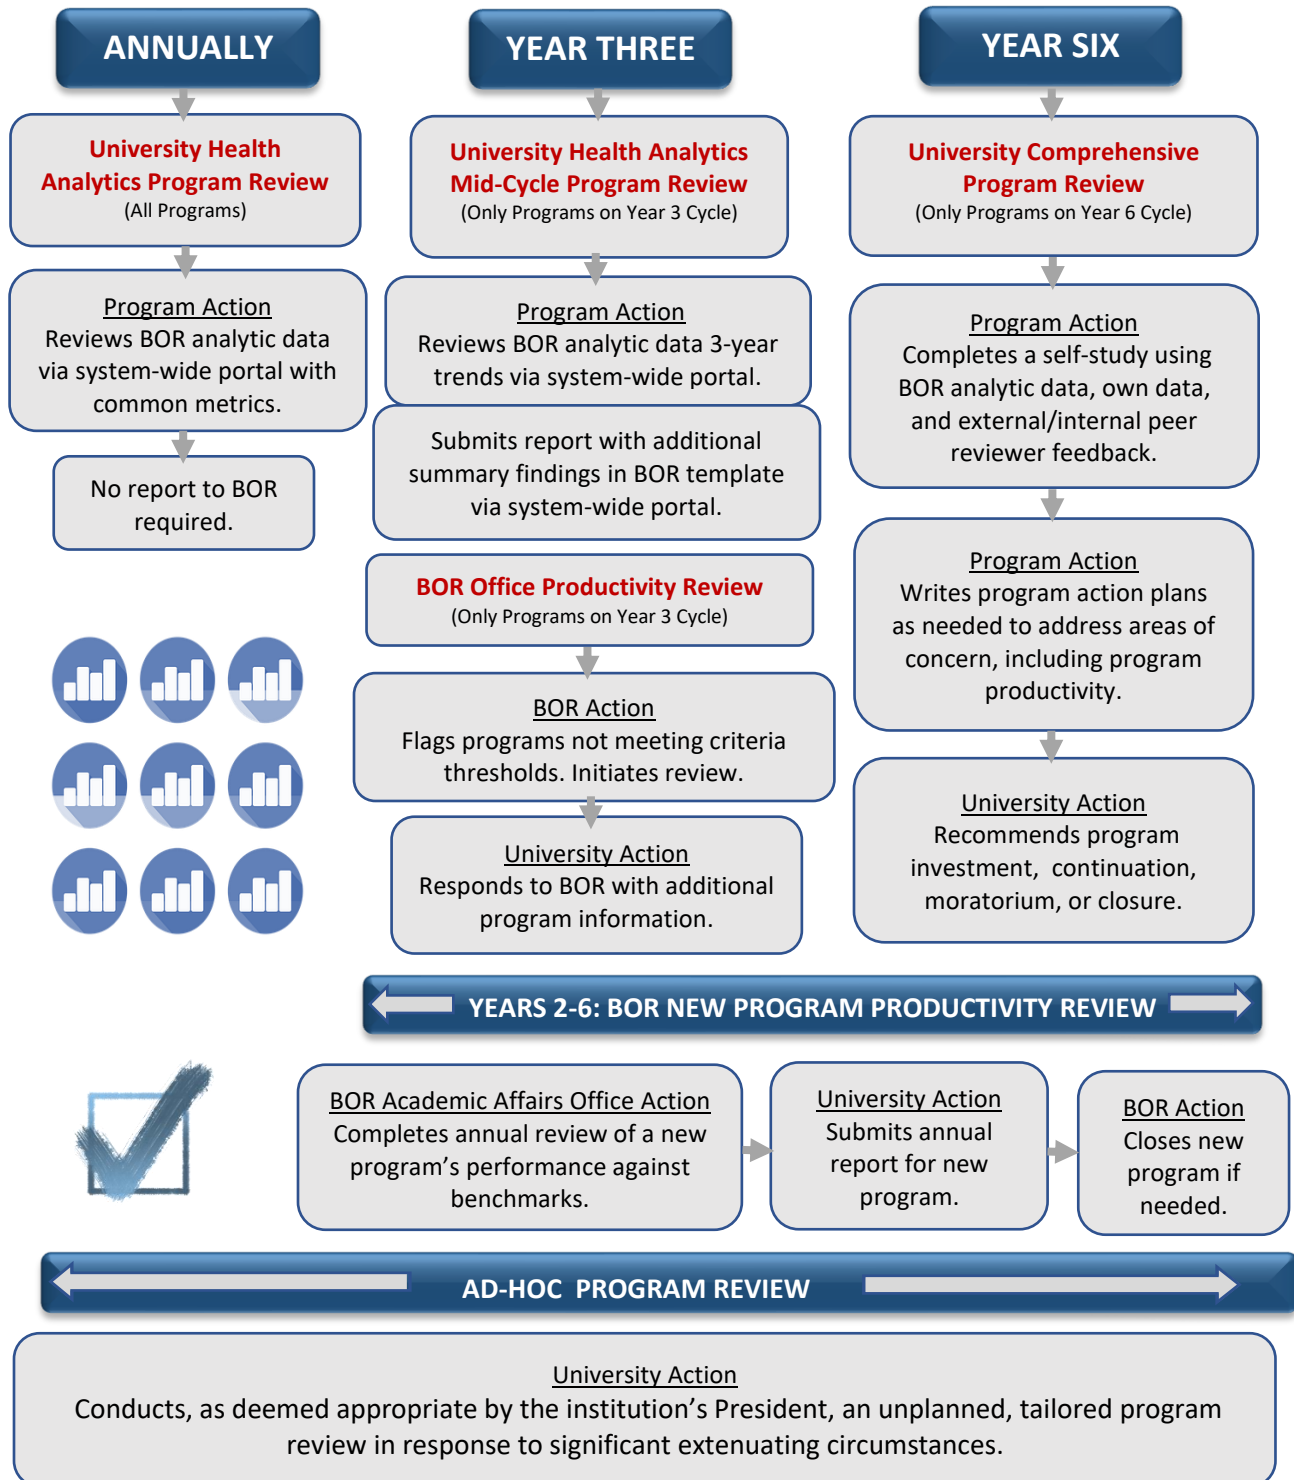 ANNUALLY
University Health
Analytics Program Review
(All Programs)
Program Action
Reviews BOR analytic data
via system-wide portal with
common metrics.
No report to BOR
required.
YEAR THREE
University Health Analytics
Mid-Cycle Program Review
(Only Programs on Year 3 Cycle)
Program Action
Reviews BOR analytic data 3-year
trends via system-wide portal.
Submits report with additional
summary findings in BOR template
via system-wide portal.
BOR Office Productivity Review
(Only Programs on Year 3 Cycle)
BOR Action
Flags programs not meeting criteria
thresholds. Initiates review.
University Action
Responds to BOR with additional
program information.
YEAR SIX
University Comprehensive
Program Review
(Only Programs on Year 6 Cycle)
Program Action
Completes a self-study using
BOR analytic data, own data,
and external/internal peer
reviewer feedback.
Program Action
Writes program action plans
as needed to address areas of
concern, including program
productivity.
University Action
Recommends program
investment, continuation,
moratorium, or closure.
YEARS 2-6: BOR NEW PROGRAM PRODUCTIVITY REVIEW
BOR Academic Affairs Office Action
Completes annual review of a new
program’s performance against
benchmarks.
University Action
Submits annual
report for new
program.
BOR Action
Closes new
program if
needed.
AD-HOC PROGRAM REVIEW
University Action
Conducts, as deemed appropriate by the institution’s President, an unplanned, tailored program
review in response to significant extenuating circumstances.